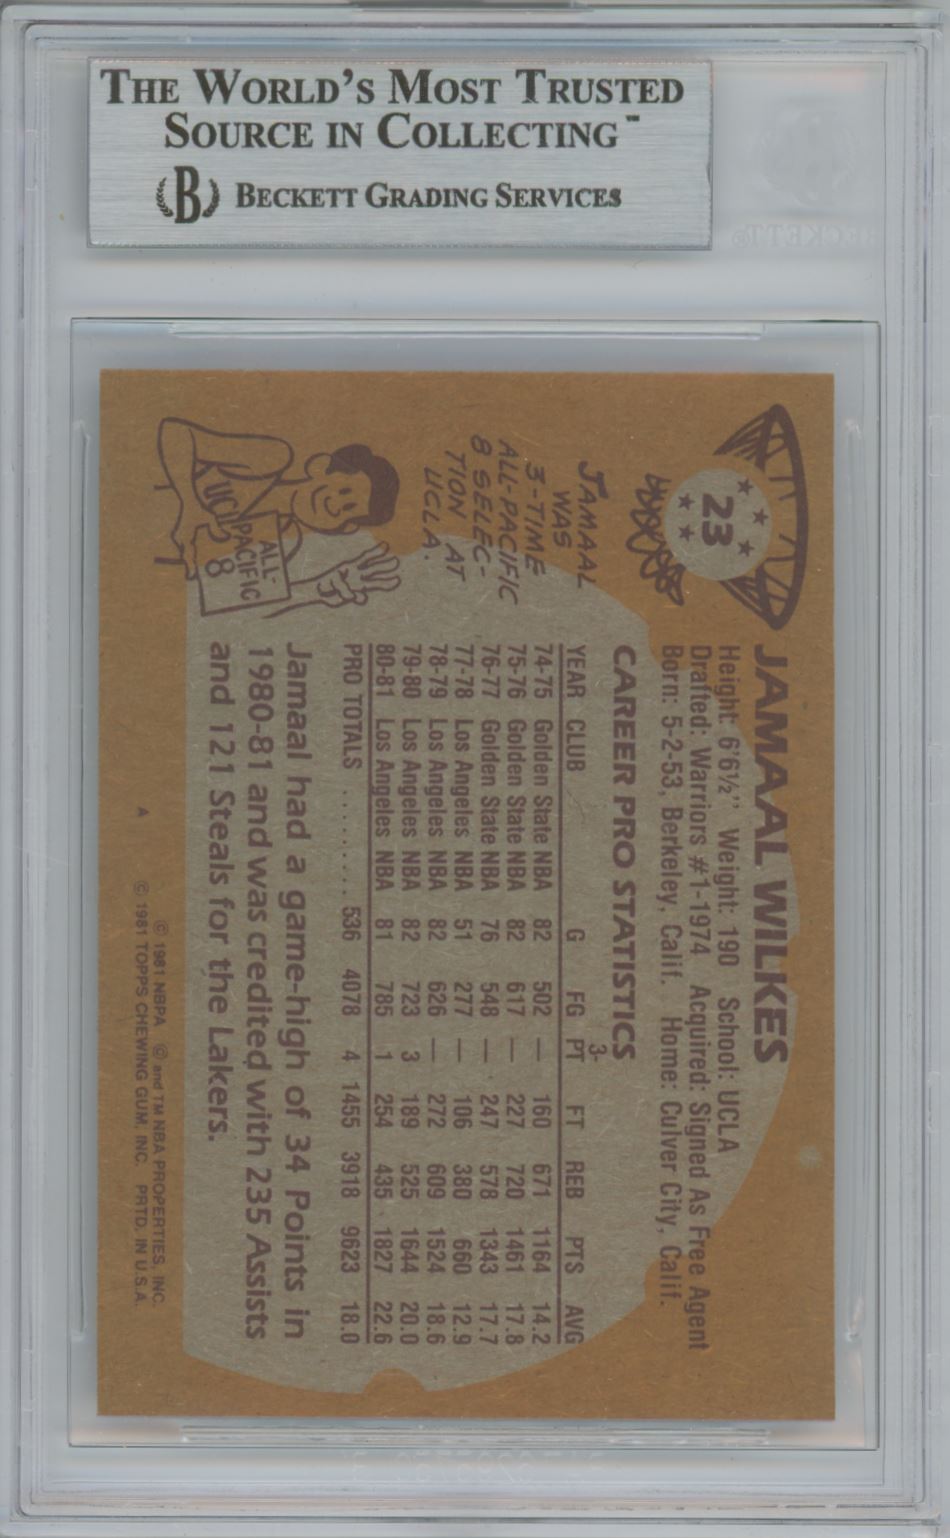 THE WORLD'S MOST TRUSTED
SOURCE IN COLLECTING™
B BECKETT GRADING SERVICES
23
JAMAAL WILKES
Height: 6'6½" Weight: 190 School: UCLA
Drafted: Warriors #1-1974 Acquired: Signed As Free Agent
Born: 5-2-53, Berkeley, Calif. Home: Culver City, Calif.
CAREER PRO STATISTICS
YEAR CLUB G FG 3-PT FT REB PTS AVG
74-75 Golden State NBA 82 502 — 160 671 1164 14.2
75-76 Golden State NBA 82 617 — 227 720 1461 17.8
76-77 Golden State NBA 76 548 — 247 578 1343 17.7
77-78 Los Angeles NBA 51 277 — 106 380 660 12.9
78-79 Los Angeles NBA 82 626 — 272 609 1524 18.6
79-80 Los Angeles NBA 82 723 3 189 525 1644 20.0
80-81 Los Angeles NBA 81 785 1 254 435 1827 22.6
PRO TOTALS ........ 536 4078 4 1455 3918 9623 18.0
Jamaal had a game-high of 34 Points in
1980-81 and was credited with 235 Assists
and 121 Steals for the Lakers.
JAMAAL
WAS
3-TIME
ALL-PACIFIC
8 SELEC-
TION AT
UCLA.
ALL-
PACIFIC
8
UCL
© 1981 NBPA © and TM NBA PROPERTIES, INC.
A © 1981 TOPPS CHEWING GUM, INC. PRTD. IN U.S.A.